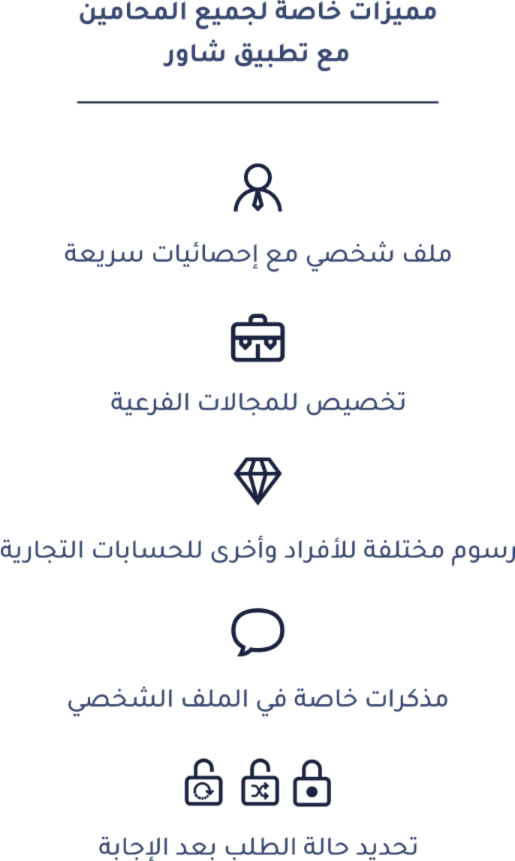 مميزات خاصة لجميع المحامين
مع تطبيق شاور
ملف شخصي مع إحصائيات سريعة
تخصيص للمجالات الفرعية
رسوم مختلفة للأفراد وأخرى للحسابات التجارية
مذكرات خاصة في الملف الشخصي
تحديد حالة الطلب بعد الإجابة